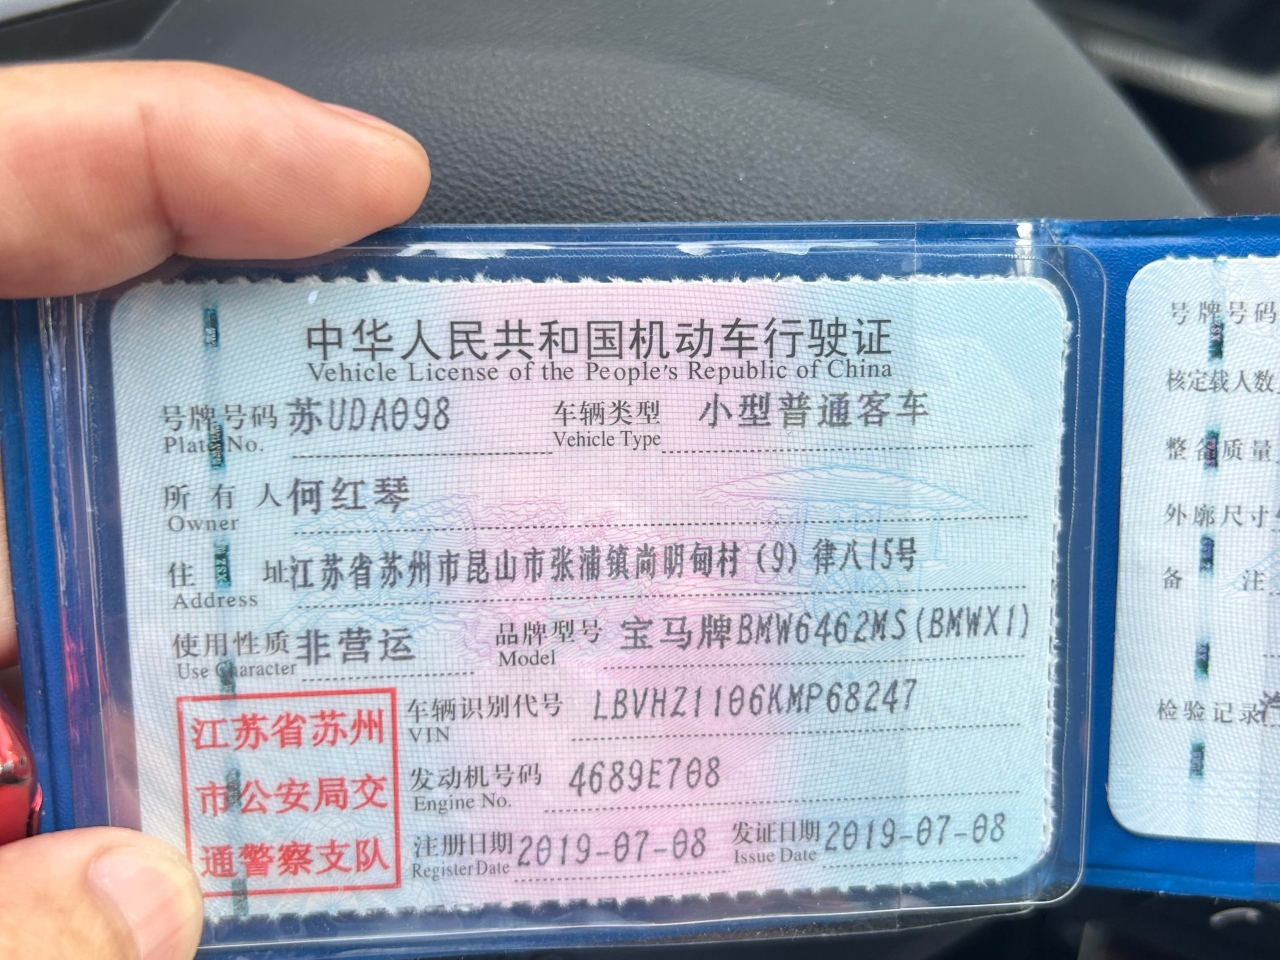 中华人民共和国机动车行驶证
Vehicle License of the People's Republic of China
号牌号码 苏UDA098 车辆类型 小型普通客车
Plate No. Vehicle Type
所有人 何红琴
Owner
住址 江苏省苏州市昆山市张浦镇尚明甸村(9)律八15号
Address
使用性质 非营运 品牌型号 宝马牌BMW6462MS(BMWX1)
Use Character Model
江苏省苏州
市公安局交
通警察支队
车辆识别代号 LBVHZ1106KMP68247
VIN
发动机号码 4689E708
Engine No.
注册日期 2019-07-08 发证日期 2019-07-08
Register Date Issue Date
号牌号码
核定载人数
整备质量
外廓尺寸
备注
检验记录